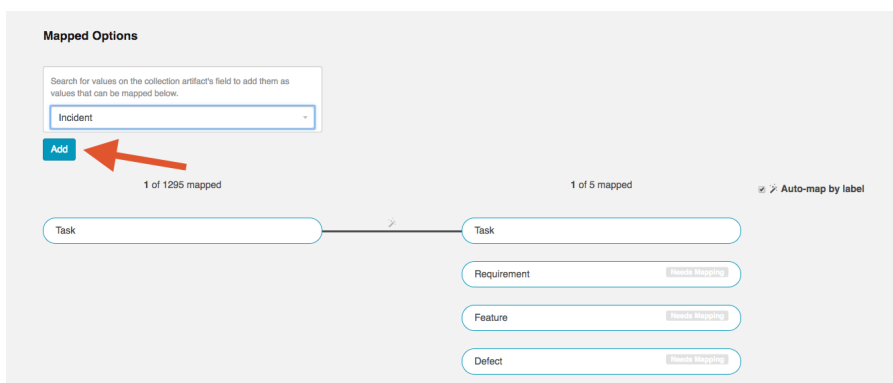 Mapped Options
Search for values on the collection artifact's field to add them as
values that can be mapped below.
Incident
Add
1 of 1295 mapped
1 of 5 mapped
Auto-map by label
Task
Task
Requirement
Needs Mapping
Feature
Needs Mapping
Defect
Needs Mapping